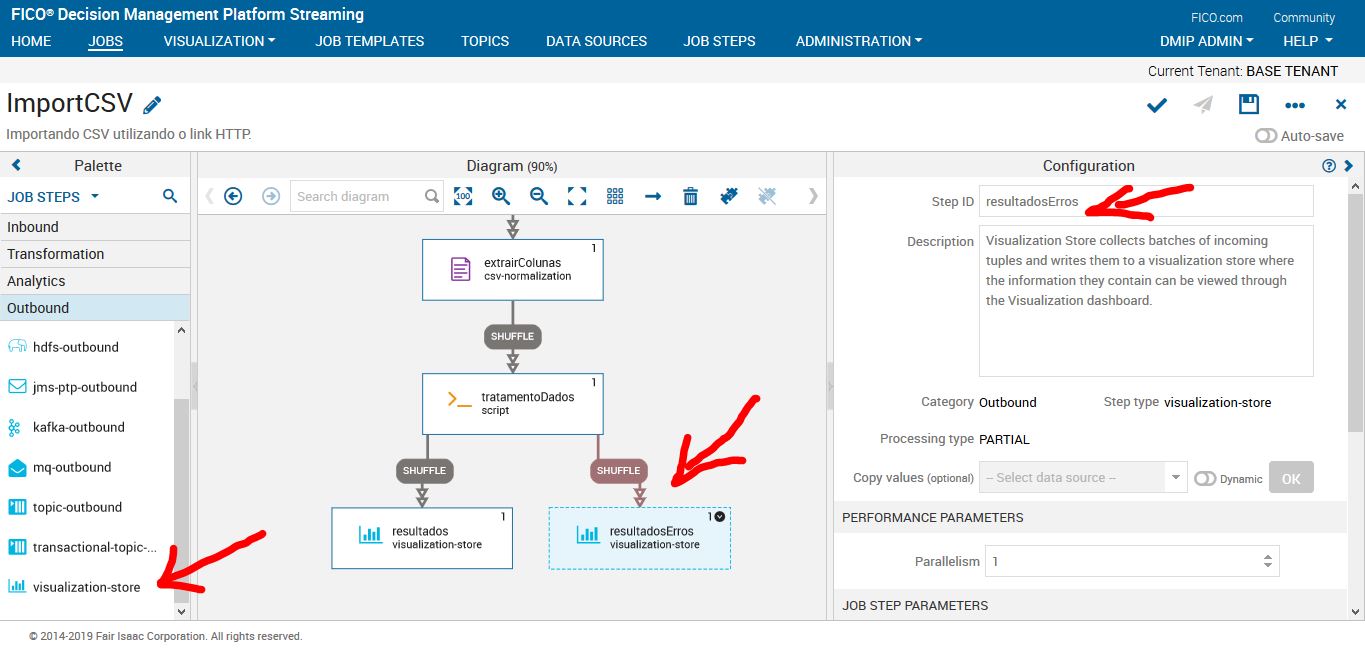 FICO® Decision Management Platform Streaming
FICO.com Community
HOME JOBS VISUALIZATION JOB TEMPLATES TOPICS DATA SOURCES JOB STEPS ADMINISTRATION DMIP ADMIN HELP
Current Tenant: BASE TENANT
ImportCSV
Importando CSV utilizando o link HTTP.
Auto-save
Palette
JOB STEPS
Inbound
Transformation
Analytics
Outbound
hdfs-outbound
jms-ptp-outbound
kafka-outbound
mq-outbound
topic-outbound
transactional-topic-...
visualization-store
Diagram (90%)
Search diagram
100
1
extrairColunas
csv-normalization
SHUFFLE
1
tratamentoDados
script
SHUFFLE
SHUFFLE
1
resultados
visualization-store
1
resultadosErros
visualization-store
Configuration
Step ID resultadosErros
Description Visualization Store collects batches of incoming
tuples and writes them to a visualization store where
the information they contain can be viewed through
the Visualization dashboard.
Category Outbound Step type visualization-store
Processing type PARTIAL
Copy values (optional) -- Select data source -- Dynamic OK
PERFORMANCE PARAMETERS
Parallelism 1
JOB STEP PARAMETERS
© 2014-2019 Fair Isaac Corporation. All rights reserved.